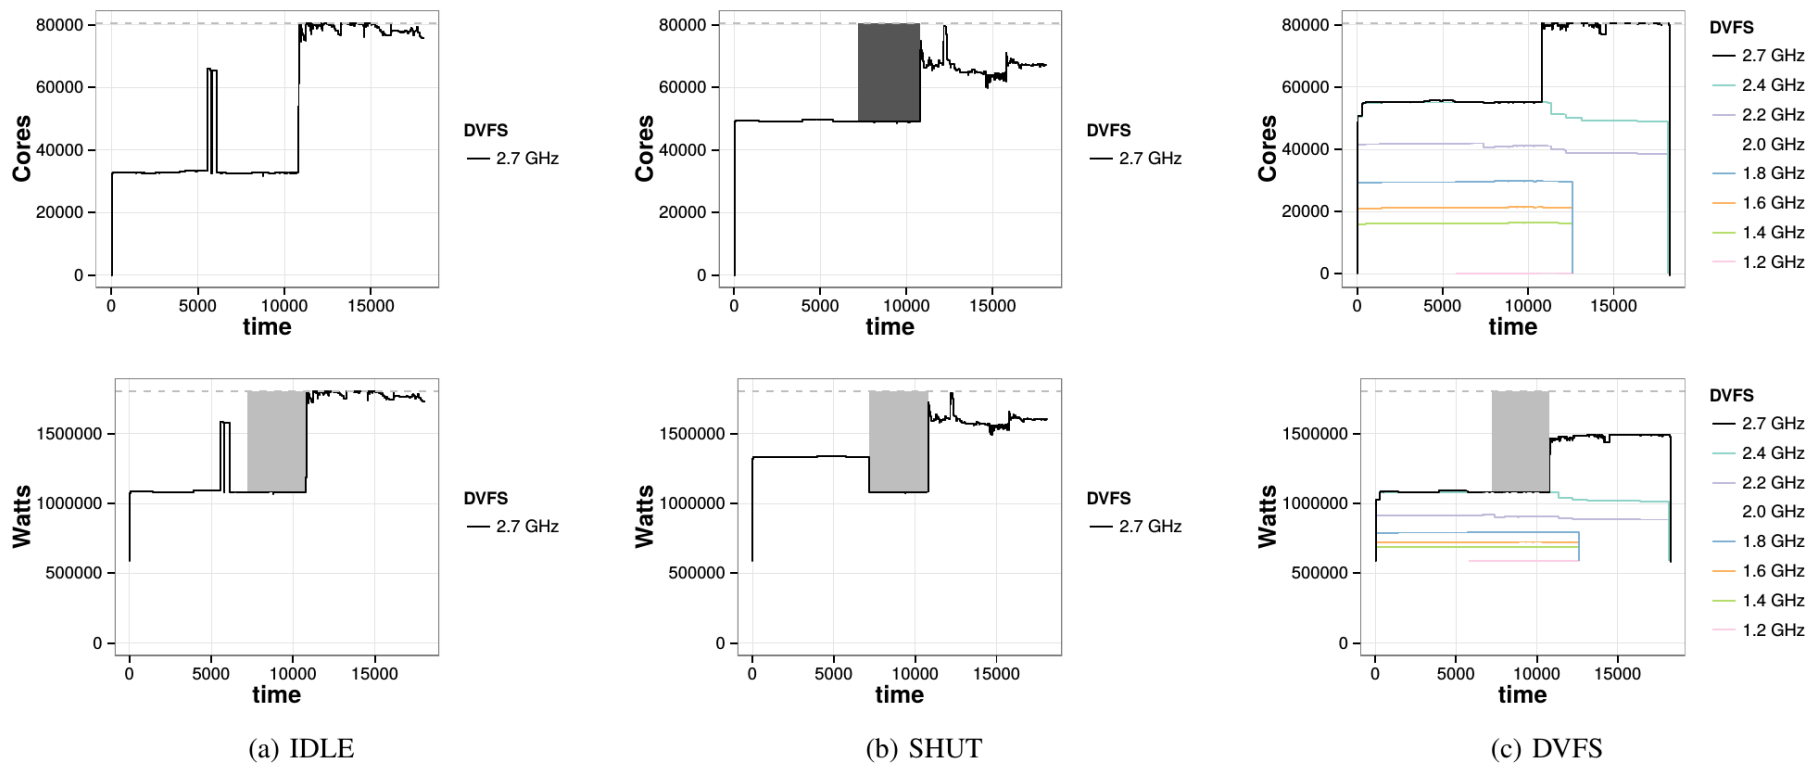 80000
60000
40000
20000
0
Cores
0 5000 10000 15000
time
DVFS
2.7 GHz
80000
60000
40000
20000
0
Cores
0 5000 10000 15000
time
DVFS
2.7 GHz
80000
60000
40000
20000
0
Cores
0 5000 10000 15000
time
DVFS
2.7 GHz
2.4 GHz
2.2 GHz
2.0 GHz
1.8 GHz
1.6 GHz
1.4 GHz
1.2 GHz
1500000
1000000
500000
0
Watts
0 5000 10000 15000
time
DVFS
2.7 GHz
1500000
1000000
500000
0
Watts
0 5000 10000 15000
time
DVFS
2.7 GHz
1500000
1000000
500000
0
Watts
0 5000 10000 15000
time
DVFS
2.7 GHz
2.4 GHz
2.2 GHz
2.0 GHz
1.8 GHz
1.6 GHz
1.4 GHz
1.2 GHz
(a) IDLE
(b) SHUT
(c) DVFS